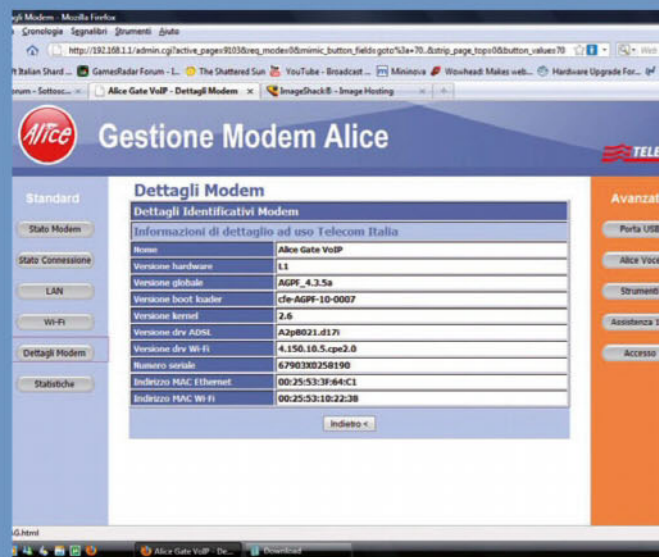 gli Modem - Mozilla Firefox
Cronologia Segnalibri Strumenti Aiuto
http://192.168.1.1/admin.cgi?active_page=9103&req_mode=0&mimic_button_field=goto%3a+70..&strip_page_top=0&button_value=70
Italian Shard ... GamesRadar Forum - I... The Shattered Sun YouTube - Broadcast ... Mininova Wowhead: Makes web... Hardware Upgrade For...
orum - Sottosc... Alice Gate VoIP - Dettagli Modem ImageShack® - Image Hosting
Alice Gestione Modem Alice
TELE
Standard
Stato Modem
Stato Connessione
LAN
Wi-Fi
Dettagli Modem
Statistiche
Dettagli Modem
Dettagli Identificativi Modem
Informazioni di dettaglio ad uso Telecom Italia
Nome Alice Gate VoIP
Versione hardware L1
Versione globale AGPF_4.3.5a
Versione boot loader cfe-AGPF-10-0007
Versione kernel 2.6
Versione drv ADSL A2pB021.d17i
Versione drv Wi-Fi 4.150.10.5.cpe2.0
Numero seriale 67903X0258190
Indirizzo MAC Ethernet 00:25:53:3F:64:C1
Indirizzo MAC Wi-Fi 00:25:53:10:22:38
Indietro <
Avanzat
Porta USB
Alice Voce
Strumenti
Assistenza 1
Accesso
G.html
Alice Gate VoIP - De... Download